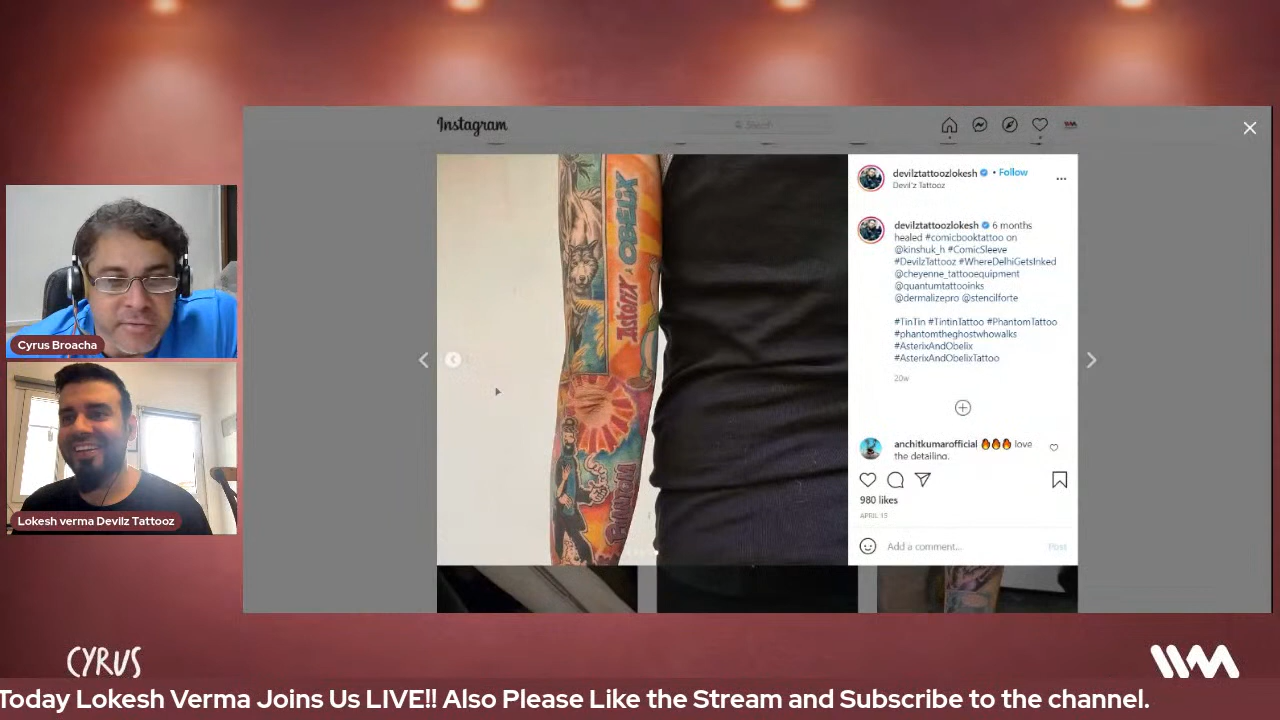 Instagram
Search
devilztattoozlokesh • Follow
Devil'z Tattooz
devilztattoozlokesh 6 months
healed #comicbooktattoo on
@kinshuk_h #ComicSleeve
#DevilzTattooz #WhereDelhiGetsInked
@cheyenne_tattooequipment
@quantumtattooinks
@dermalizepro @stencilforte
#TinTin #TintinTattoo #PhantomTattoo
#phantomtheghostwhowalks
#AsterixAndObelix
#AsterixAndObelixTattoo
20w
anchitkumarofficial 🔥🔥🔥 love
the detailing.
980 likes
APRIL 15
Add a comment...
Post
Astérix & OBELIX
Cyrus Broacha
Lokesh verma Devilz Tattooz
CYRUS
IVM
Today Lokesh Verma Joins Us LIVE!! Also Please Like the Stream and Subscribe to the channel.